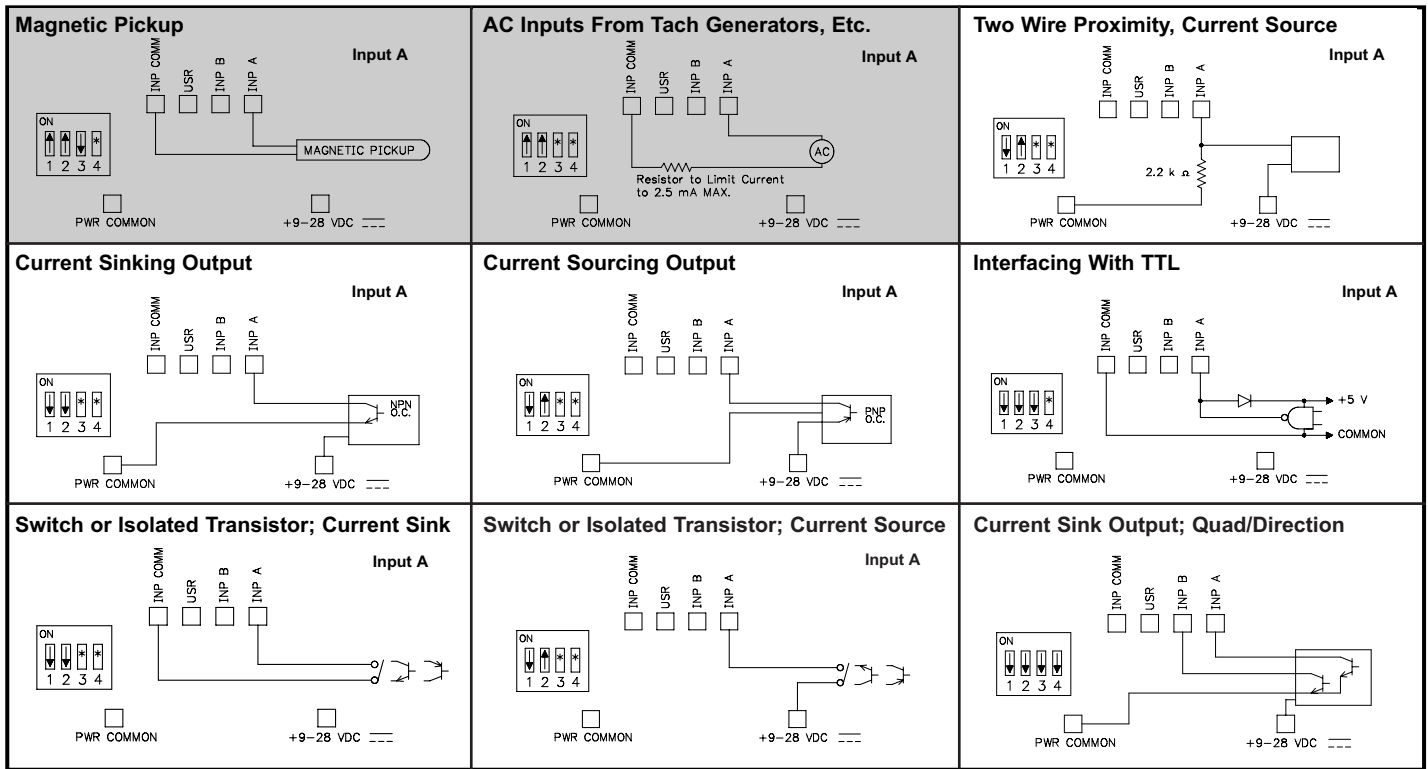 Magnetic Pickup
Input A
INP COMM
USR
INP B
INP A
ON
* 
1 2 3 4
MAGNETIC PICKUP
PWR COMMON
+9-28 VDC
AC Inputs From Tach Generators, Etc.
Input A
INP COMM
USR
INP B
INP A
ON
* *
1 2 3 4
AC
Resistor to Limit Current
to 2.5 mA MAX.
PWR COMMON
+9-28 VDC
Two Wire Proximity, Current Source
Input A
INP COMM
USR
INP B
INP A
ON
* *
1 2 3 4
2.2 k Ω
PWR COMMON
+9-28 VDC
Current Sinking Output
Input A
INP COMM
USR
INP B
INP A
ON
* *
1 2 3 4
NPN
O.C.
PWR COMMON
+9-28 VDC
Current Sourcing Output
Input A
INP COMM
USR
INP B
INP A
ON
* *
1 2 3 4
PNP
O.C.
PWR COMMON
+9-28 VDC
Interfacing With TTL
Input A
INP COMM
USR
INP B
INP A
ON
*
1 2 3 4
+5 V
COMMON
PWR COMMON
+9-28 VDC
Switch or Isolated Transistor; Current Sink
Input A
INP COMM
USR
INP B
INP A
ON
* *
1 2 3 4
PWR COMMON
+9-28 VDC
Switch or Isolated Transistor; Current Source
Input A
INP COMM
USR
INP B
INP A
ON
* *
1 2 3 4
PWR COMMON
+9-28 VDC
Current Sink Output; Quad/Direction
INP COMM
USR
INP B
INP A
ON
1 2 3 4
PWR COMMON
+9-28 VDC